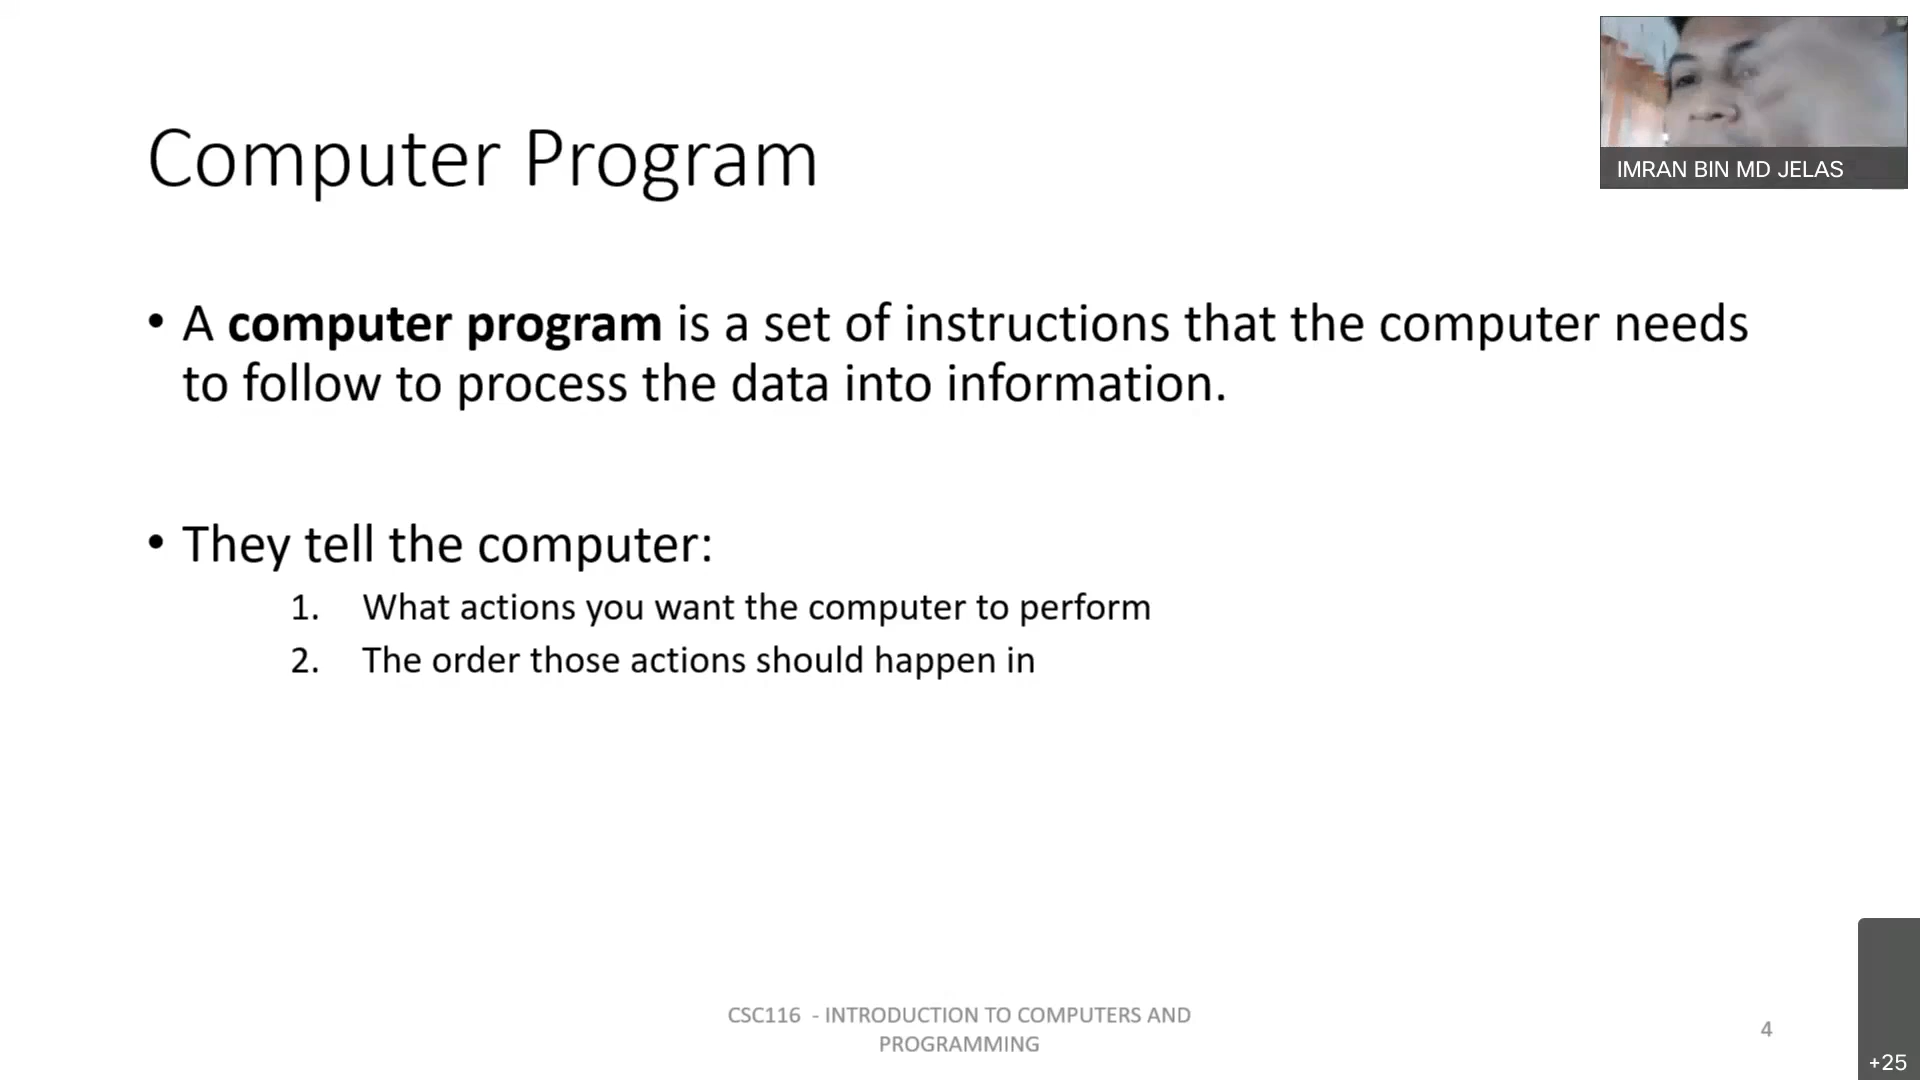 IMRAN BIN MD JELAS
Computer Program
• A computer program is a set of instructions that the computer needs
to follow to process the data into information.
• They tell the computer:
1. What actions you want the computer to perform
2. The order those actions should happen in
CSC116 - INTRODUCTION TO COMPUTERS AND
PROGRAMMING
4
+25